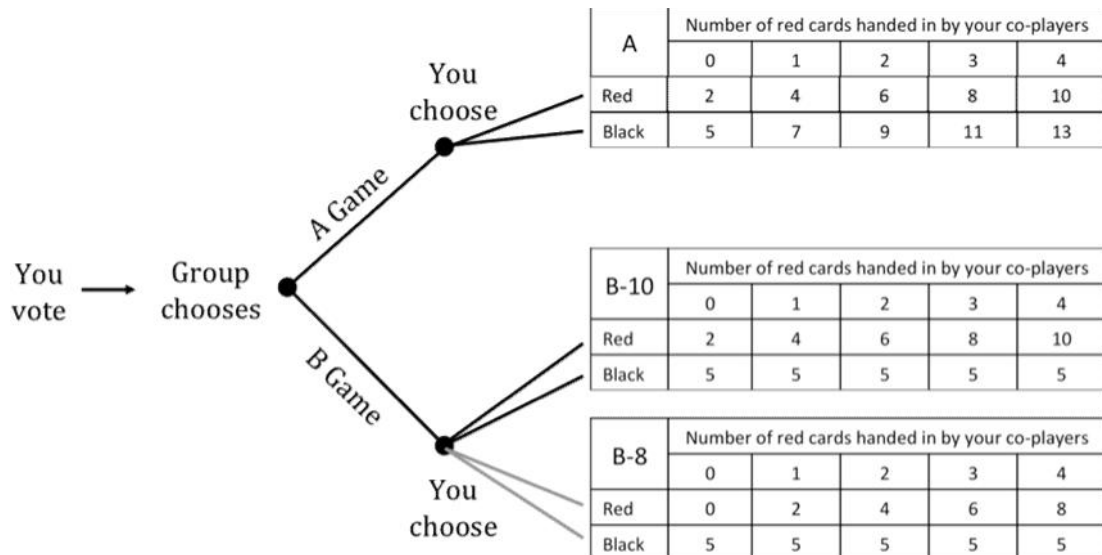 A
Number of red cards handed in by your co-players
0 1 2 3 4
Red 2 4 6 8 10
Black 5 7 9 11 13
You
choose
A Game
You
vote
Group
chooses
B Game
B-10
Number of red cards handed in by your co-players
0 1 2 3 4
Red 2 4 6 8 10
Black 5 5 5 5 5
You
choose
B-8
Number of red cards handed in by your co-players
0 1 2 3 4
Red 0 2 4 6 8
Black 5 5 5 5 5